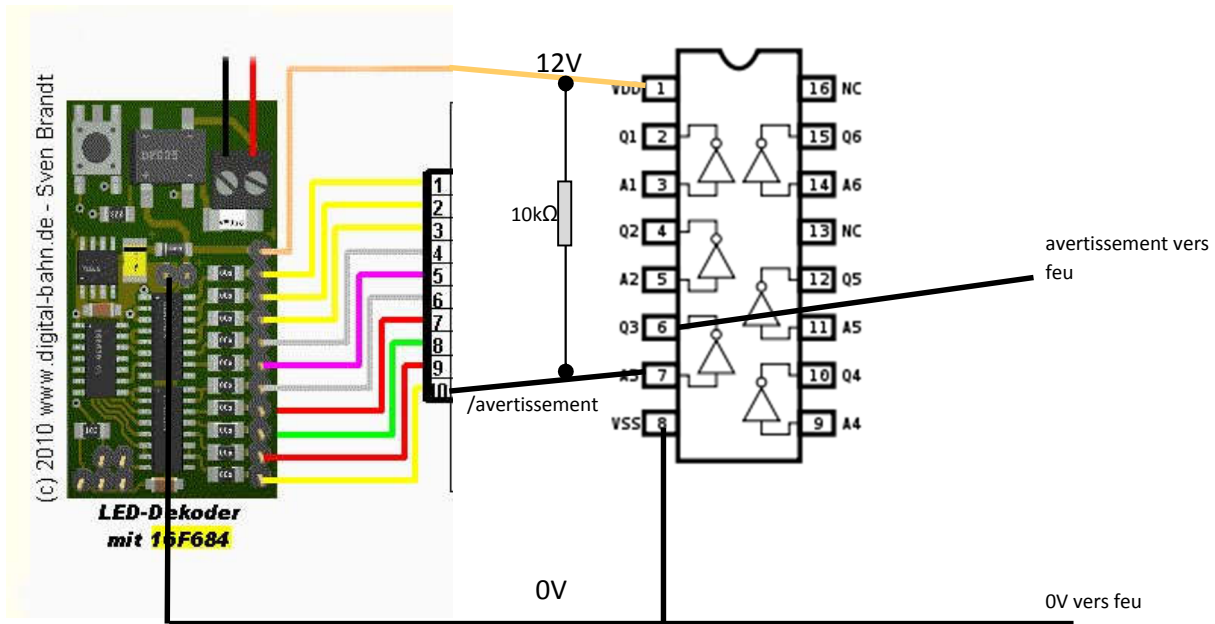 (c) 2010 www.digital-bahn.de - Sven Brandt
LED-Dekoder
mit 16F684
1
2
3
4
5
6
7
8
9
10
12V
10kΩ
/avertissement
0V
VDD 1
Q1 2
A1 3
Q2 4
A2 5
Q3 6
A3 7
VSS 8
16 NC
15 Q6
14 A6
13 NC
12 Q5
11 A5
10 Q4
9 A4
avertissement vers
feu
0V vers feu